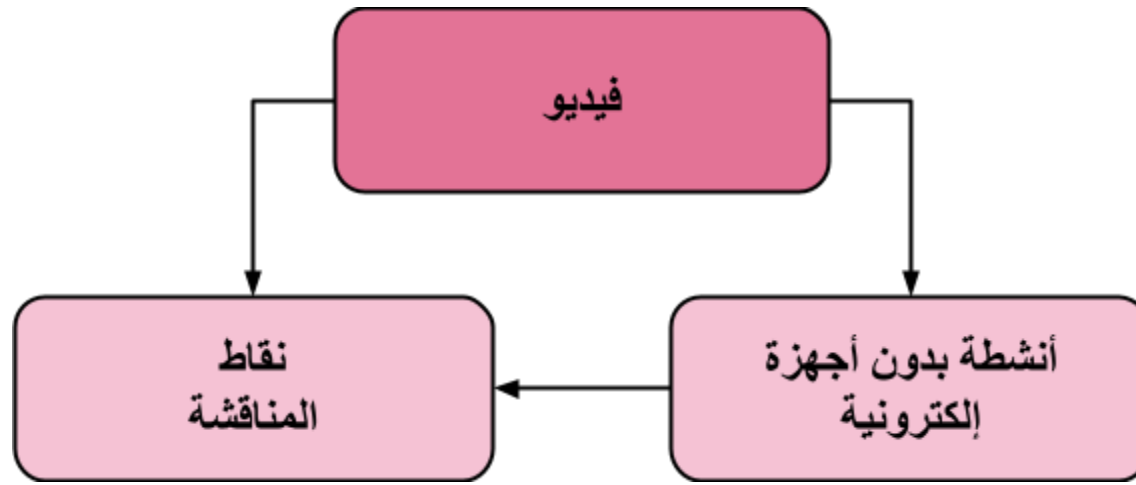 فيديو
أنشطة بدون أجهزة
إلكترونية
نقاط
المناقشة